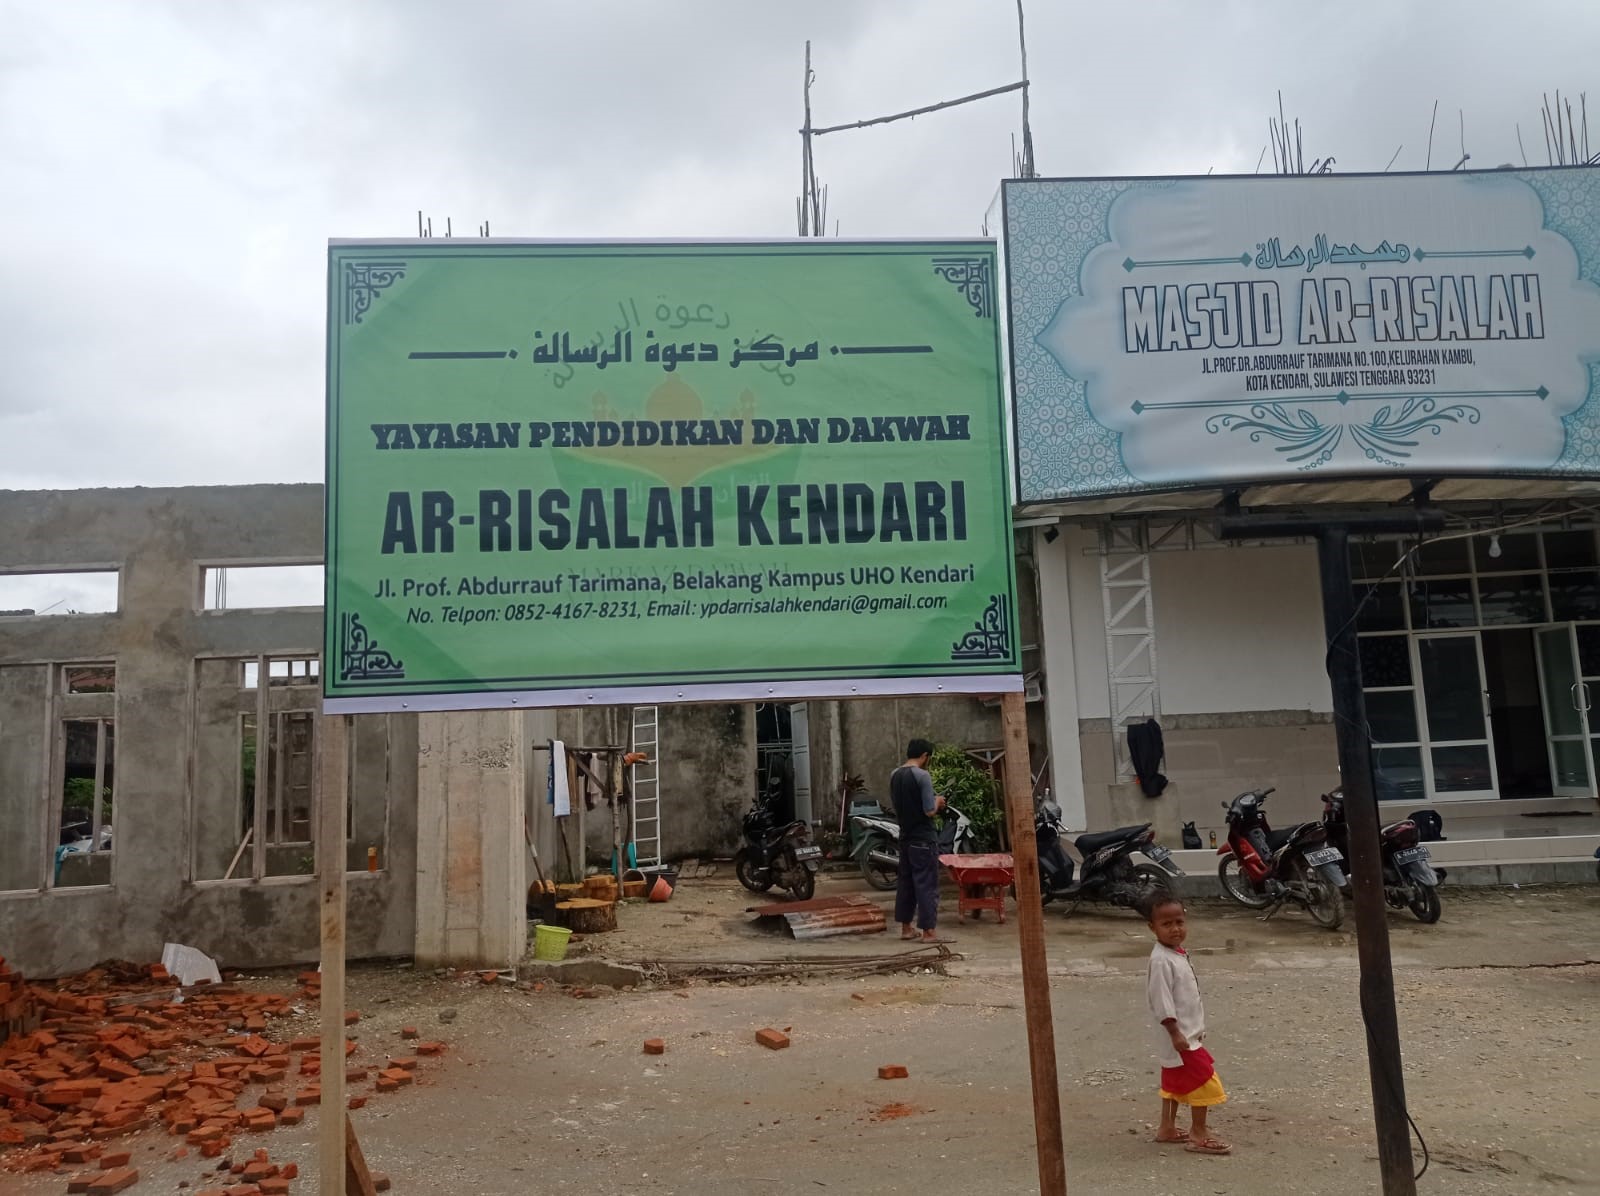 مركز دعوة الرسالة
YAYASAN PENDIDIKAN DAN DAKWAH
AR-RISALAH KENDARI
Jl. Prof. Abdurrauf Tarimana, Belakang Kampus UHO Kendari
No. Telpon: 0852-4167-8231, Email: ypdarrisalahkendari@gmail.com
MARKAZ DAKWAH
مسجد الرسالة
MASJID AR-RISALAH
JL.PROF.DR.ABDURRAUF TARIMANA NO.100,KELURAHAN KAMBU,
KOTA KENDARI, SULAWESI TENGGARA 93231